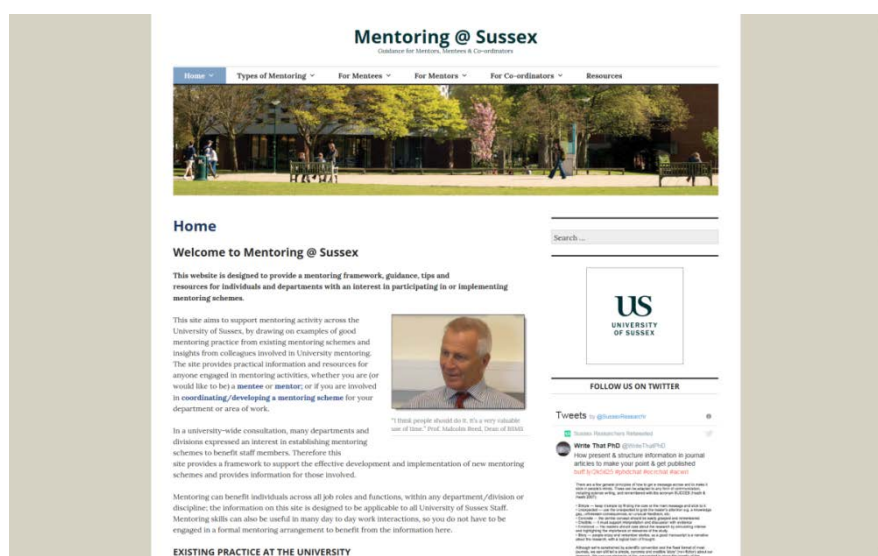 Mentoring @ Sussex
Guidance for Mentors, Mentees & Co-ordinators
Home
Types of Mentoring
For Mentees
For Mentors
For Co-ordinators
Resources
Home
Welcome to Mentoring @ Sussex
This website is designed to provide a mentoring framework, guidance, tips and
resources for individuals and departments with an interest in participating in or implementing
mentoring schemes.
This site aims to support mentoring activity across the
University of Sussex, by drawing on examples of good
mentoring practice from existing mentoring schemes and
insights from colleagues involved in University mentoring.
The site provides practical information and resources for
anyone engaged in mentoring activities, whether you are (or
would like to be) a mentee or mentor; or if you are involved
in coordinating/developing a mentoring scheme for your
department or area of work.
"I think people should do it, it's a very valuable
use of time." Prof. Malcolm Reed, Dean of BSMS
In a university-wide consultation, many departments and
divisions expressed an interest in establishing mentoring
schemes to benefit staff members. Therefore this
site provides a framework to support the effective development and implementation of new mentoring
schemes and provides information for those involved.
Mentoring can benefit individuals across all job roles and functions, within any department/division or
discipline; the information on this site is designed to be applicable to all University of Sussex Staff.
Mentoring skills can also be useful in many day to day work interactions, so you do not have to be
engaged in a formal mentoring arrangement to benefit from the information here.
EXISTING PRACTICE AT THE UNIVERSITY
Search ...
US
UNIVERSITY
OF SUSSEX
FOLLOW US ON TWITTER
Tweets by
Write That PhD @WriteThatPhD
How present & structure information in journal
articles to make your point & get published
#phdchat #ecrchat #acwri